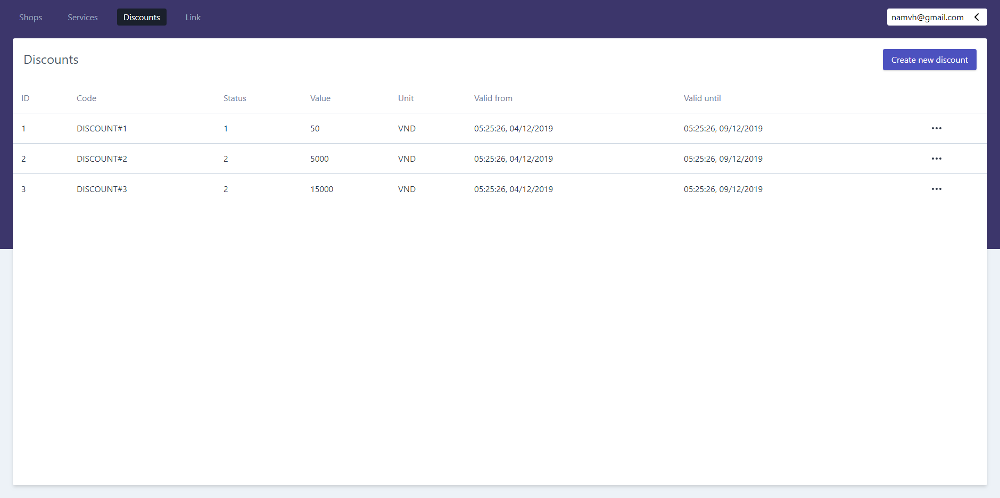 Shops Services Discounts Link namvh@gmail.com
Discounts Create new discount
ID Code Status Value Unit Valid from Valid until
1 DISCOUNT#1 1 50 VND 05:25:26, 04/12/2019 05:25:26, 09/12/2019
2 DISCOUNT#2 2 5000 VND 05:25:26, 04/12/2019 05:25:26, 09/12/2019
3 DISCOUNT#3 2 15000 VND 05:25:26, 04/12/2019 05:25:26, 09/12/2019